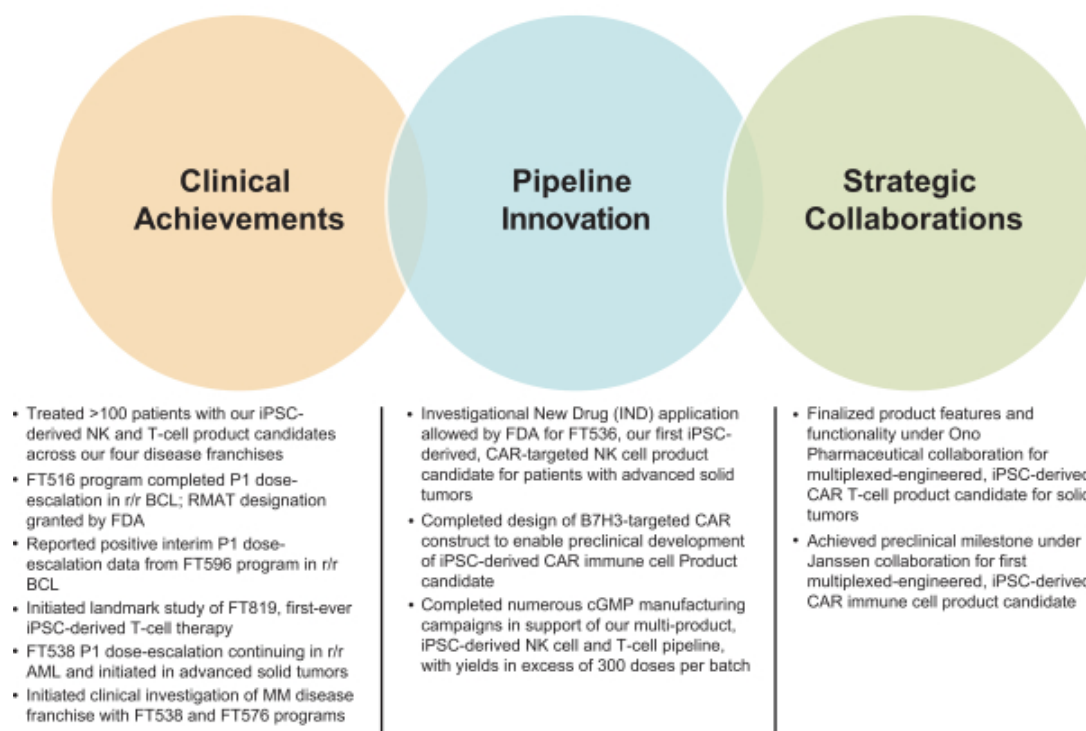 Clinical
Achievements
Pipeline
Innovation
Strategic
Collaborations
• Treated >100 patients with our iPSC-
derived NK and T-cell product candidates
across our four disease franchises
• FT516 program completed P1 dose-
escalation in r/r BCL; RMAT designation
granted by FDA
• Reported positive interim P1 dose-
escalation data from FT596 program in r/r
BCL
• Initiated landmark study of FT819, first-ever
iPSC-derived T-cell therapy
• FT538 P1 dose-escalation continuing in r/r
AML and initiated in advanced solid tumors
• Initiated clinical investigation of MM disease
franchise with FT538 and FT576 programs
• Investigational New Drug (IND) application
allowed by FDA for FT536, our first iPSC-
derived, CAR-targeted NK cell product
candidate for patients with advanced solid
tumors
• Completed design of B7H3-targeted CAR
construct to enable preclinical development
of iPSC-derived CAR immune cell Product
candidate
• Completed numerous cGMP manufacturing
campaigns in support of our multi-product,
iPSC-derived NK cell and T-cell pipeline,
with yields in excess of 300 doses per batch
• Finalized product features and
functionality under Ono
Pharmaceutical collaboration for
multiplexed-engineered, iPSC-derived
CAR T-cell product candidate for solid
tumors
• Achieved preclinical milestone under
Janssen collaboration for first
multiplexed-engineered, iPSC-derived
CAR immune cell product candidate